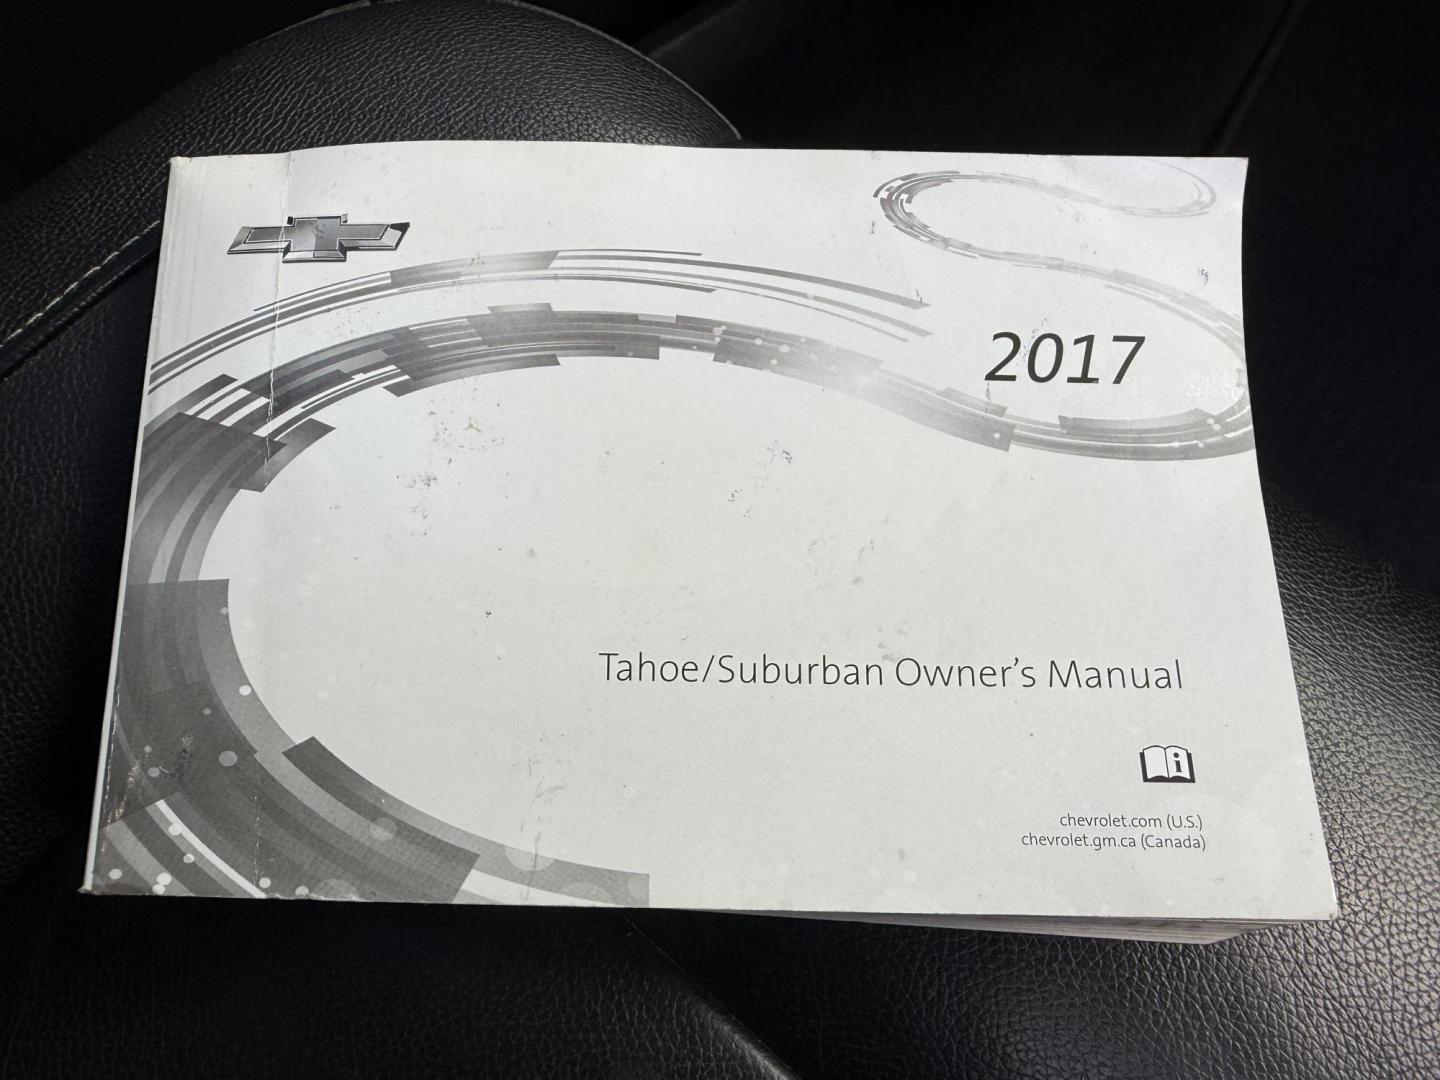 2017
Tahoe/Suburban Owner's Manual
i
chevrolet.com (U.S.)
chevrolet.gm.ca (Canada)